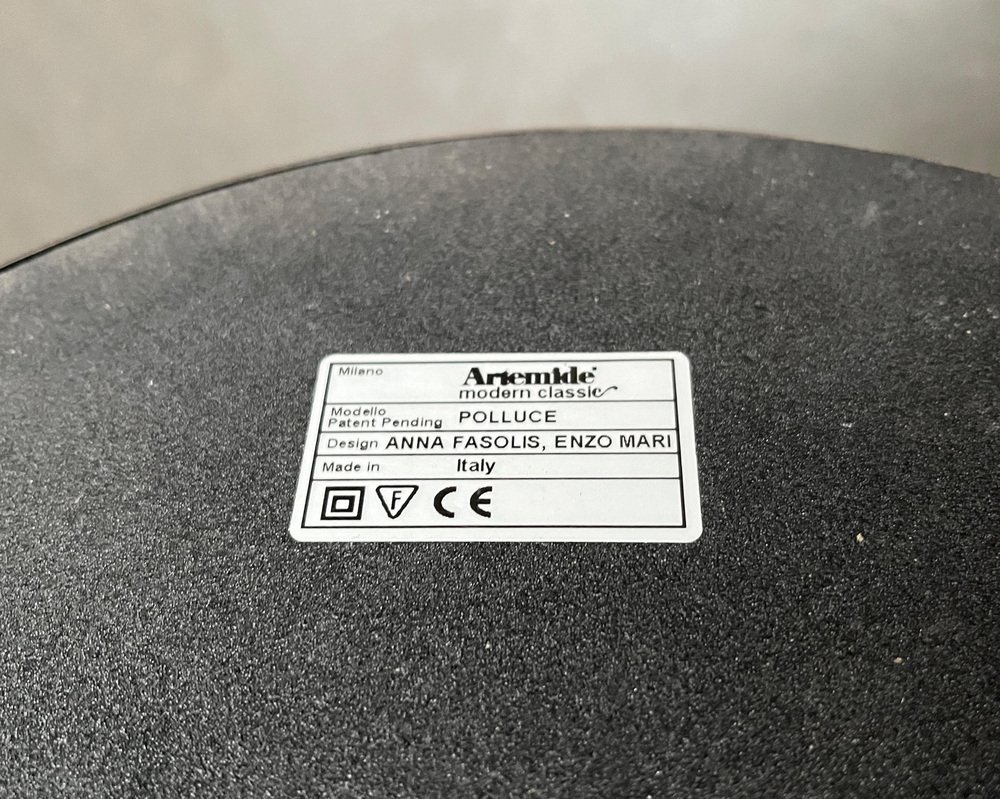 Milano Artemide
modern classic
Modello
Patent Pending POLLUCE
Design ANNA FASOLIS, ENZO MARI
Made in Italy
F CE